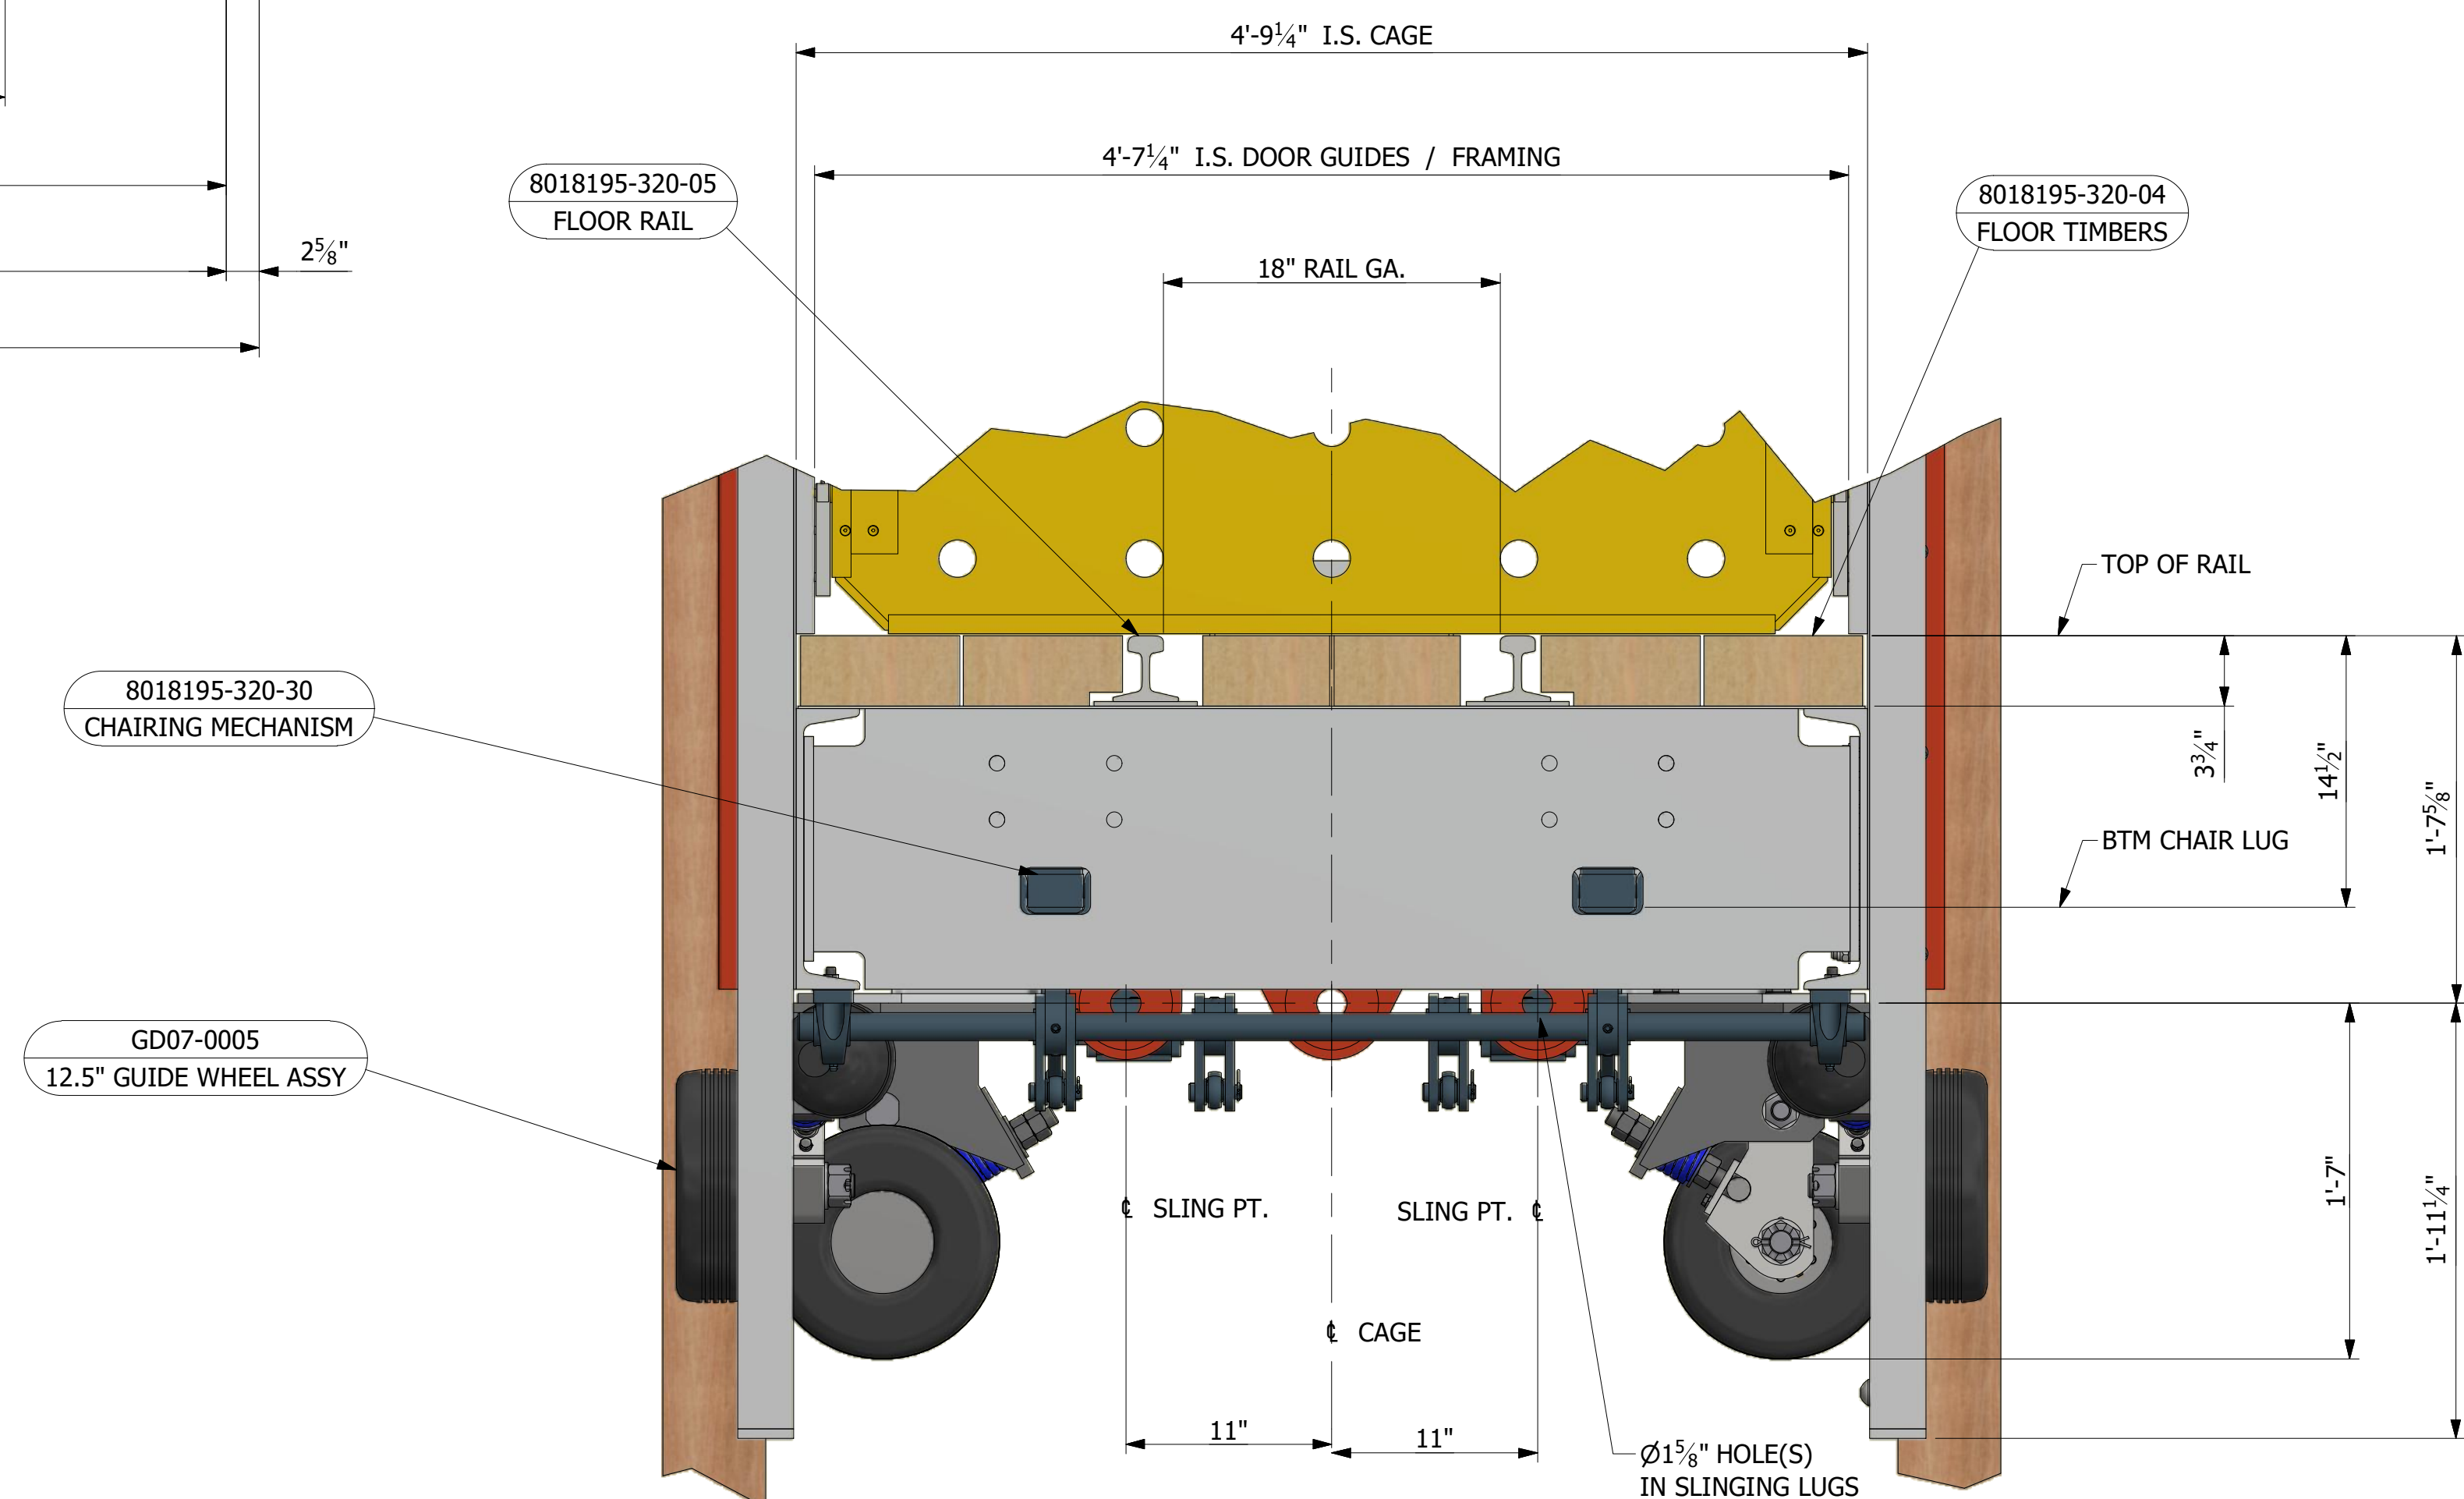 4'-9¼" I.S. CAGE
4'-7¼" I.S. DOOR GUIDES / FRAMING
8018195-320-05
FLOOR RAIL
8018195-320-04
FLOOR TIMBERS
2⅝"
18" RAIL GA.
TOP OF RAIL
8018195-320-30
CHAIRING MECHANISM
3¾"
14½"
1'-7⅝"
BTM CHAIR LUG
GD07-0005
12.5" GUIDE WHEEL ASSY
℄ SLING PT.
SLING PT. ℄
1'-7"
1'-11¼"
℄ CAGE
11"
11"
Ø1⅝" HOLE(S)
IN SLINGING LUGS